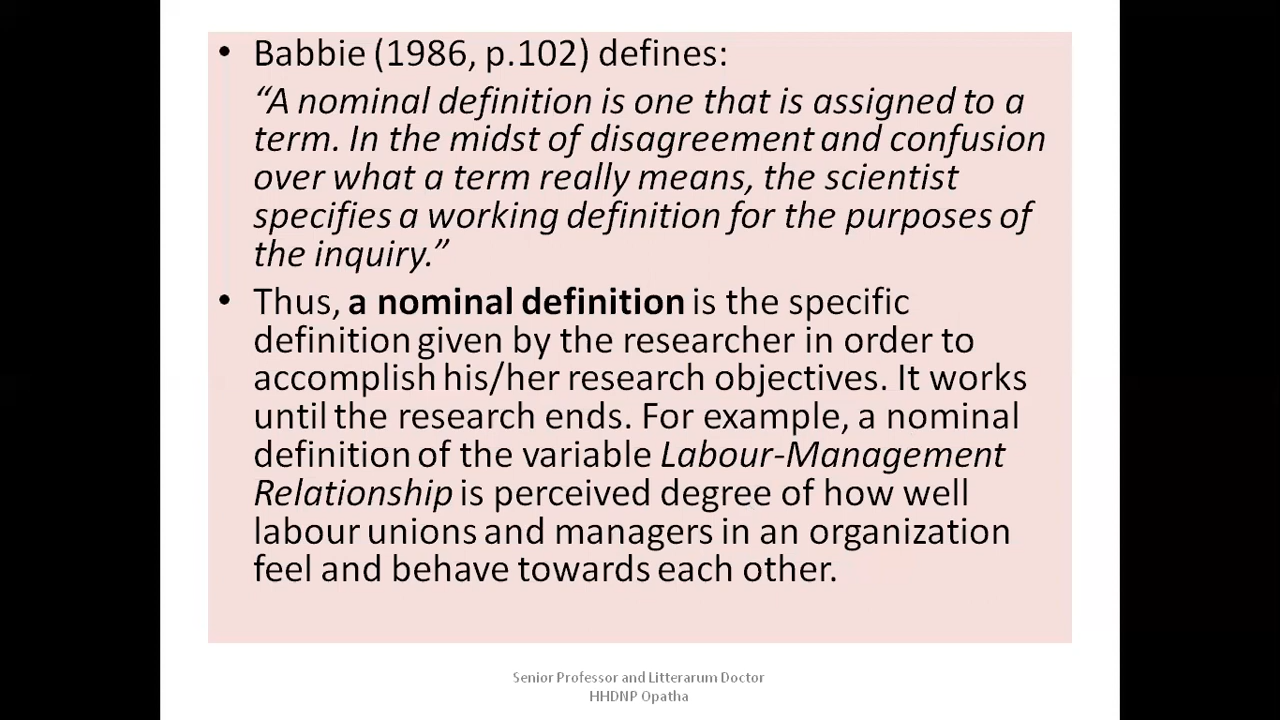 • Babbie (1986, p.102) defines:
“A nominal definition is one that is assigned to a
term. In the midst of disagreement and confusion
over what a term really means, the scientist
specifies a working definition for the purposes of
the inquiry.”
• Thus, a nominal definition is the specific
definition given by the researcher in order to
accomplish his/her research objectives. It works
until the research ends. For example, a nominal
definition of the variable Labour-Management
Relationship is perceived degree of how well
labour unions and managers in an organization
feel and behave towards each other.
Senior Professor and Litterarum Doctor
HHDNP Opatha